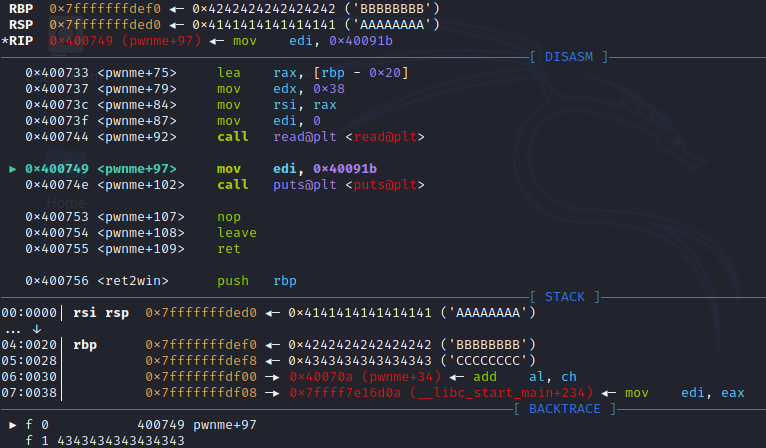 RBP 0×7fffffffdef0 ◂— 0×4242424242424242 ('BBBBBBBB')
RSP 0×7fffffffded0 ◂— 0×4141414141414141 ('AAAAAAAA')
*RIP 0×400749 (pwnme+97) ◂— mov edi, 0×40091b
[ DISASM ]
0×400733 <pwnme+75> lea rax, [rbp - 0×20]
0×400737 <pwnme+79> mov edx, 0×38
0×40073c <pwnme+84> mov rsi, rax
0×40073f <pwnme+87> mov edi, 0
0×400744 <pwnme+92> call read@plt <read@plt>
► 0×400749 <pwnme+97> mov edi, 0×40091b
0×40074e <pwnme+102> call puts@plt <puts@plt>
0×400753 <pwnme+107> nop
0×400754 <pwnme+108> leave
0×400755 <pwnme+109> ret
0×400756 <ret2win> push rbp
[ STACK ]
00:0000│ rsi rsp 0×7fffffffded0 ◂— 0×4141414141414141 ('AAAAAAAA')
... ↓
04:0020│ rbp 0×7fffffffdef0 ◂— 0×4242424242424242 ('BBBBBBBB')
05:0028│ 0×7fffffffdef8 ◂— 0×4343434343434343 ('CCCCCCCC')
06:0030│ 0×7fffffffdf00 —▸ 0×40070a (pwnme+34) ◂— add al, ch
07:0038│ 0×7fffffffdf08 —▸ 0×7ffff7e16d0a (__libc_start_main+234) ◂— mov edi, eax
[ BACKTRACE ]
► f 0 400749 pwnme+97
f 1 4343434343434343
Home